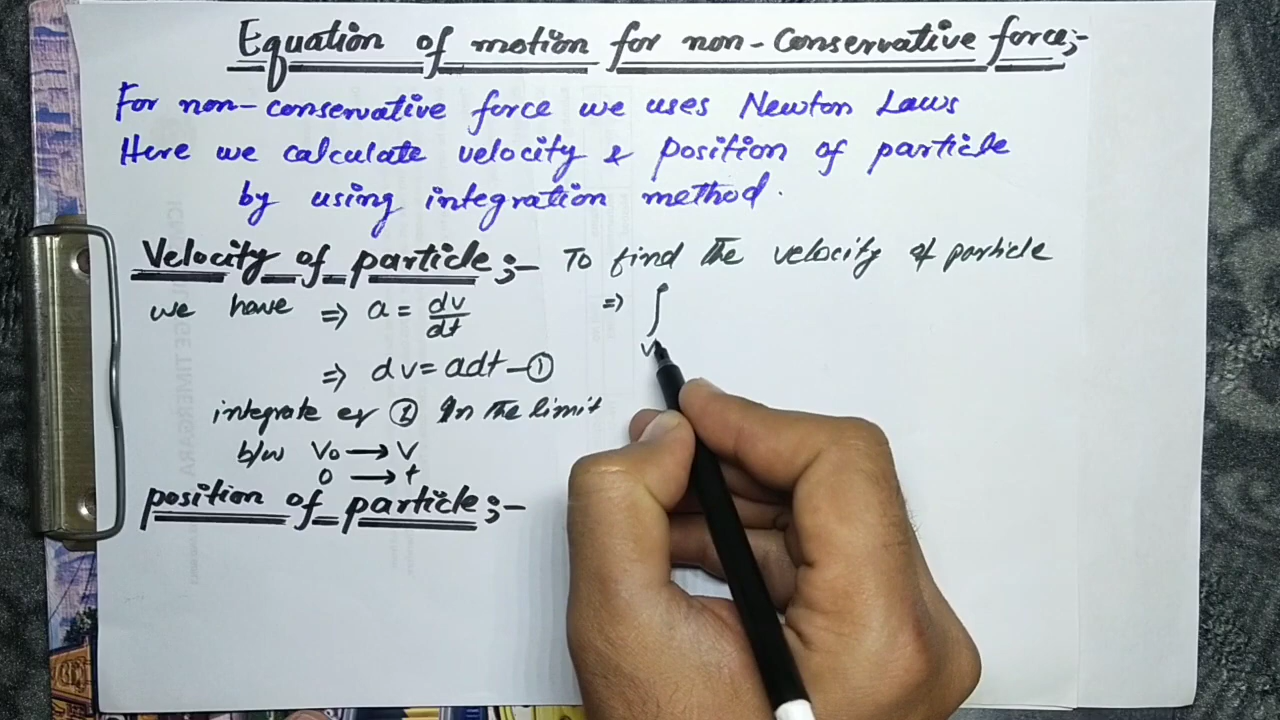 Equation of motion for non-Conservative force;-
For non-conservative force we uses Newton Laws
Here we calculate velocity & position of particle
by using integration method.
Velocity of particle;- To find the velocity of particle
we have ⇒ a = dv/dt
⇒ dv = adt — ①
integrate eq ① In the limit
b/w V₀ → V
0 → t
⇒ ∫ v
position of particle;-